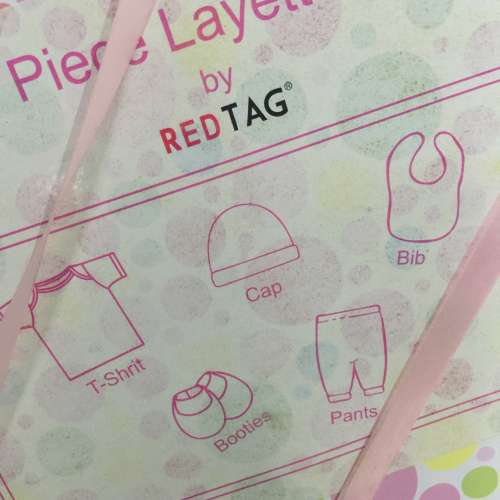 Piece Layett
by
REDTAG®
Bib
Cap
T-Shrit
Booties
Pants